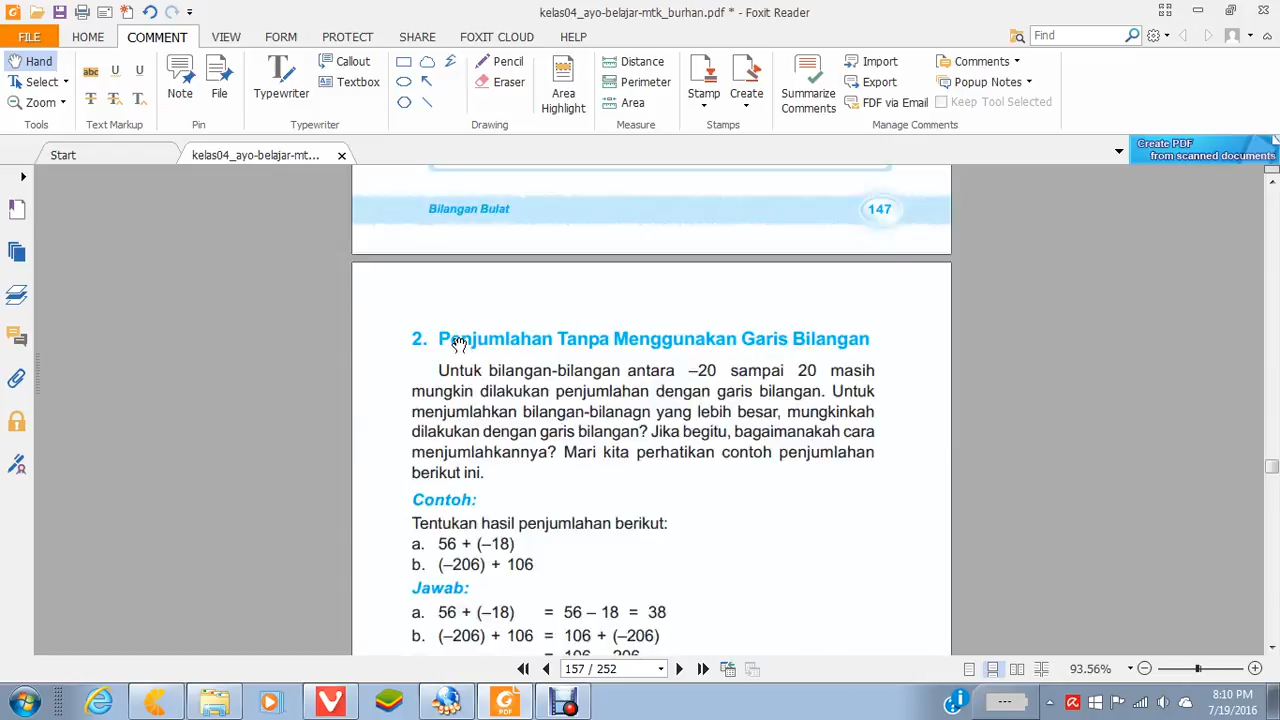 kelas04_ayo-belajar-mtk_burhan.pdf * - Foxit Reader
FILE HOME COMMENT VIEW FORM PROTECT SHARE FOXIT CLOUD HELP Find
Hand
Select
Zoom
Tools
abc U U
T T T
Text Markup
Note File
Pin
Typewriter
Callout
Textbox
Typewriter
Pencil
Eraser
Area
Highlight
Drawing
Distance
Perimeter
Area
Measure
Stamp Create
Stamps
Summarize
Comments
Import
Export
FDF via Email
Comments
Popup Notes
Keep Tool Selected
Manage Comments
Start kelas04_ayo-belajar-mt...
Create PDF
from scanned documents
Bilangan Bulat 147
2. Penjumlahan Tanpa Menggunakan Garis Bilangan
Untuk bilangan-bilangan antara –20 sampai 20 masih
mungkin dilakukan penjumlahan dengan garis bilangan. Untuk
menjumlahkan bilangan-bilanagn yang lebih besar, mungkinkah
dilakukan dengan garis bilangan? Jika begitu, bagaimanakah cara
menjumlahkannya? Mari kita perhatikan contoh penjumlahan
berikut ini.
Contoh:
Tentukan hasil penjumlahan berikut:
a. 56 + (–18)
b. (–206) + 106
Jawab:
a. 56 + (–18) = 56 – 18 = 38
b. (–206) + 106 = 106 + (–206)
= 106 – 206
157 / 252
93.56%
PDF
8:10 PM
7/19/2016